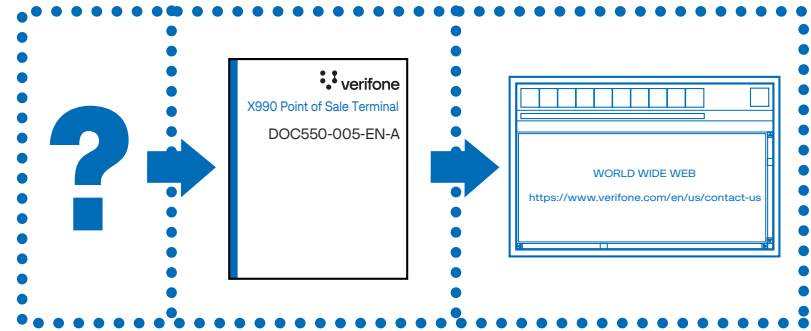 ?
verifone
X990 Point of Sale Terminal
DOC550-005-EN-A
WORLD WIDE WEB
https://www.verifone.com/en/us/contact-us